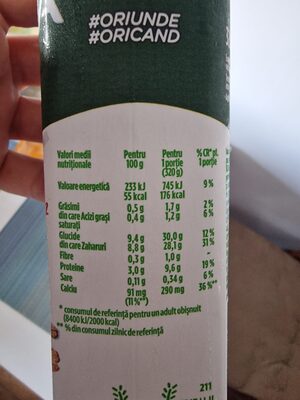 #ORIUNDE
#ORICAND
Valori medii nutriționale Pentru 100 g Pentru 1 porție (320 g) % CR* pt. 1 porție
Valoare energetică 233 kJ 745 kJ 9 %
55 kcal 176 kcal
Grăsimi 0,5 g 1,7 g 2 %
din care Acizi grași saturați 0,4 g 1,2 g 6 %
Glucide 9,4 g 30,0 g 12 %
din care Zaharuri 8,8 g 28,1 g 31 %
Fibre 0,3 g 1,0 g -
Proteine 3,0 g 9,6 g 19 %
Sare 0,11 g 0,34 g 6 %
Calciu 91 mg 290 mg 36 %**
(11 %**)
* consumul de referință pentru un adult obișnuit
(8400 kJ/2000 kcal)
** % din consumul zilnic de referință
211